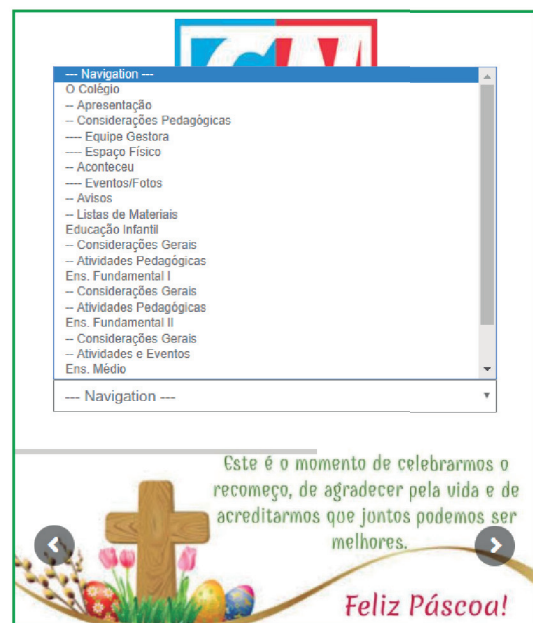 --- Navigation ---
O Colégio
-- Apresentação
-- Considerações Pedagógicas
---- Equipe Gestora
---- Espaço Físico
-- Aconteceu
---- Eventos/Fotos
-- Avisos
-- Listas de Materiais
Educação Infantil
-- Considerações Gerais
-- Atividades Pedagógicas
Ens. Fundamental I
-- Considerações Gerais
-- Atividades Pedagógicas
Ens. Fundamental II
-- Considerações Gerais
-- Atividades e Eventos
Ens. Médio
--- Navigation ---
Este é o momento de celebrarmos o
recomeço, de agradecer pela vida e de
acreditarmos que juntos podemos ser
melhores.
Feliz Páscoa!